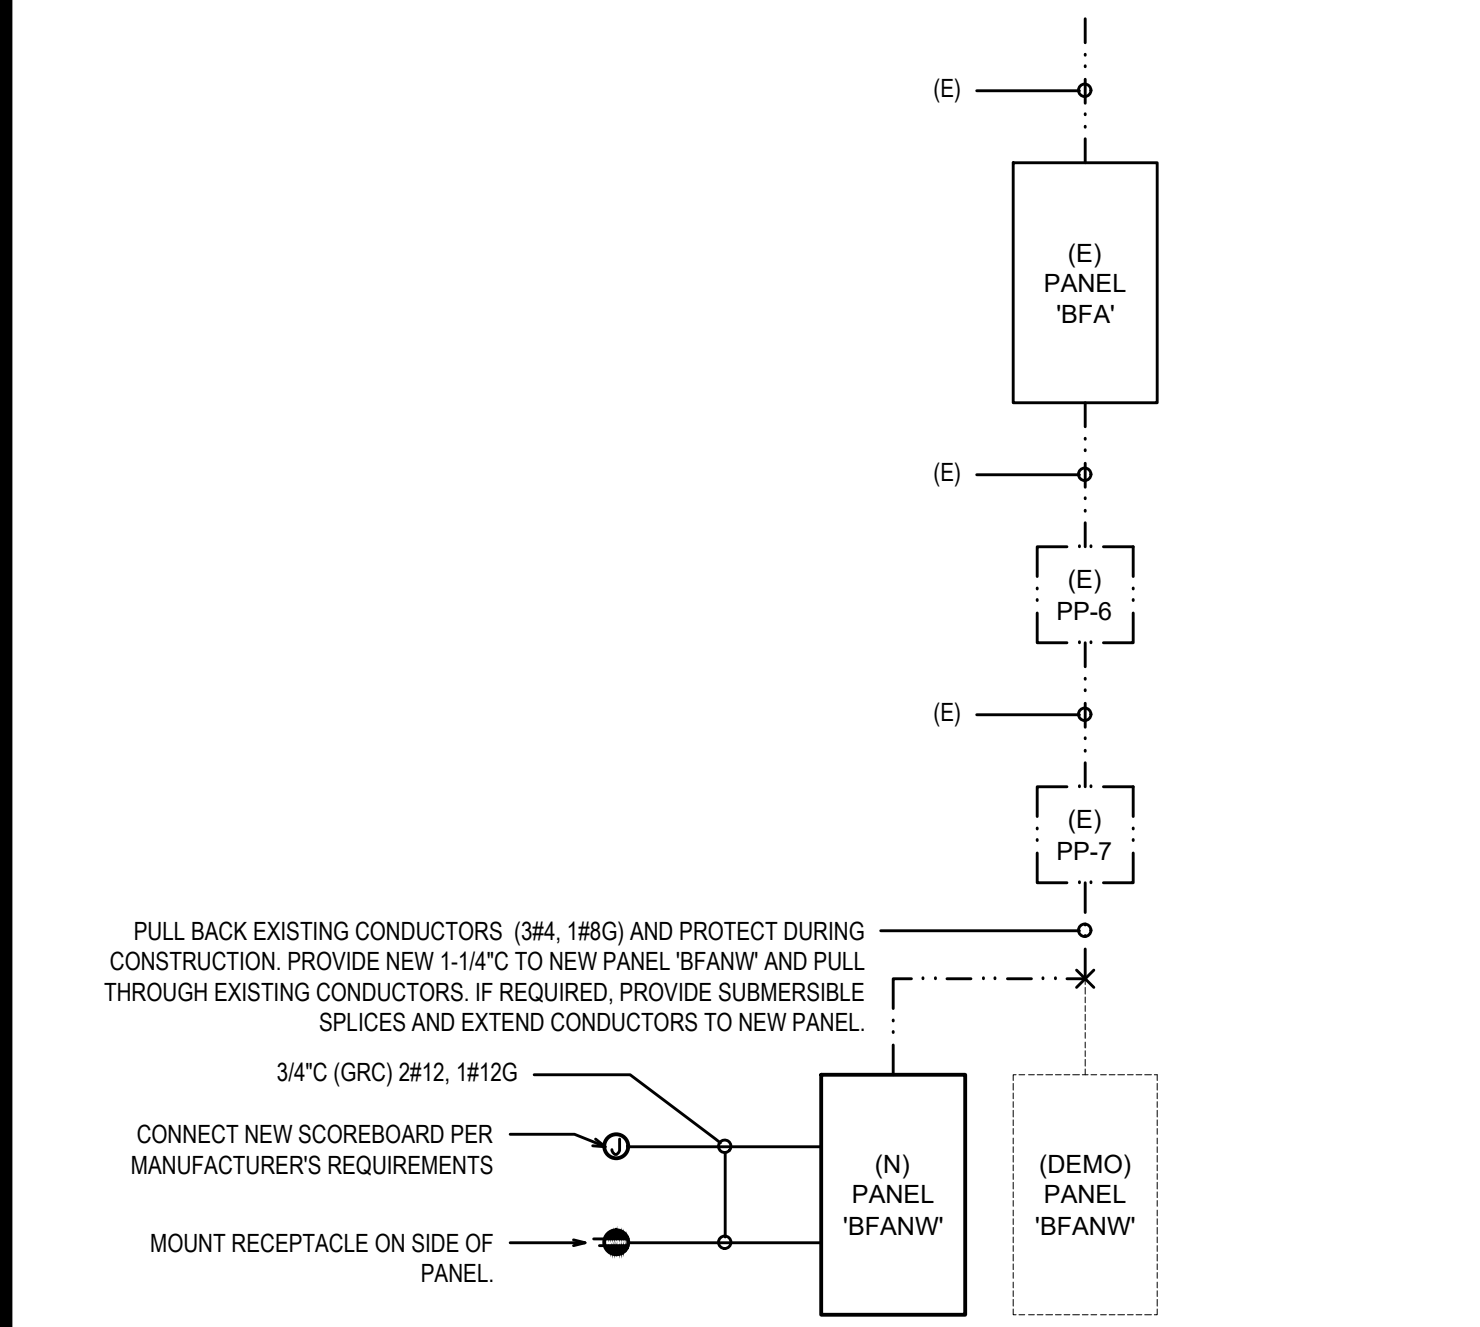 (E)
(E)
PANEL
'BFA'
(E)
(E)
PP-6
(E)
(E)
PP-7
PULL BACK EXISTING CONDUCTORS (3#4, 1#8G) AND PROTECT DURING
CONSTRUCTION. PROVIDE NEW 1-1/4"C TO NEW PANEL 'BFANW' AND PULL
THROUGH EXISTING CONDUCTORS. IF REQUIRED, PROVIDE SUBMERSIBLE
SPLICES AND EXTEND CONDUCTORS TO NEW PANEL.
3/4"C (GRC) 2#12, 1#12G
CONNECT NEW SCOREBOARD PER
MANUFACTURER'S REQUIREMENTS
J
MOUNT RECEPTACLE ON SIDE OF
PANEL.
(N)
PANEL
'BFANW'
(DEMO)
PANEL
'BFANW'